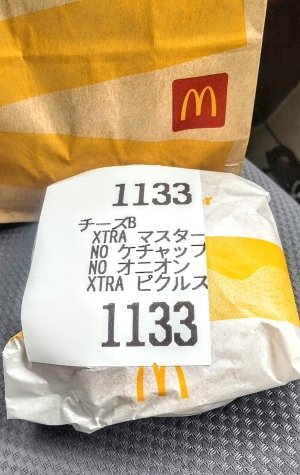 1133
チーズB
XTRA マスター
NO ケチャップ
NO オニオン
XTRA ピクルス
1133